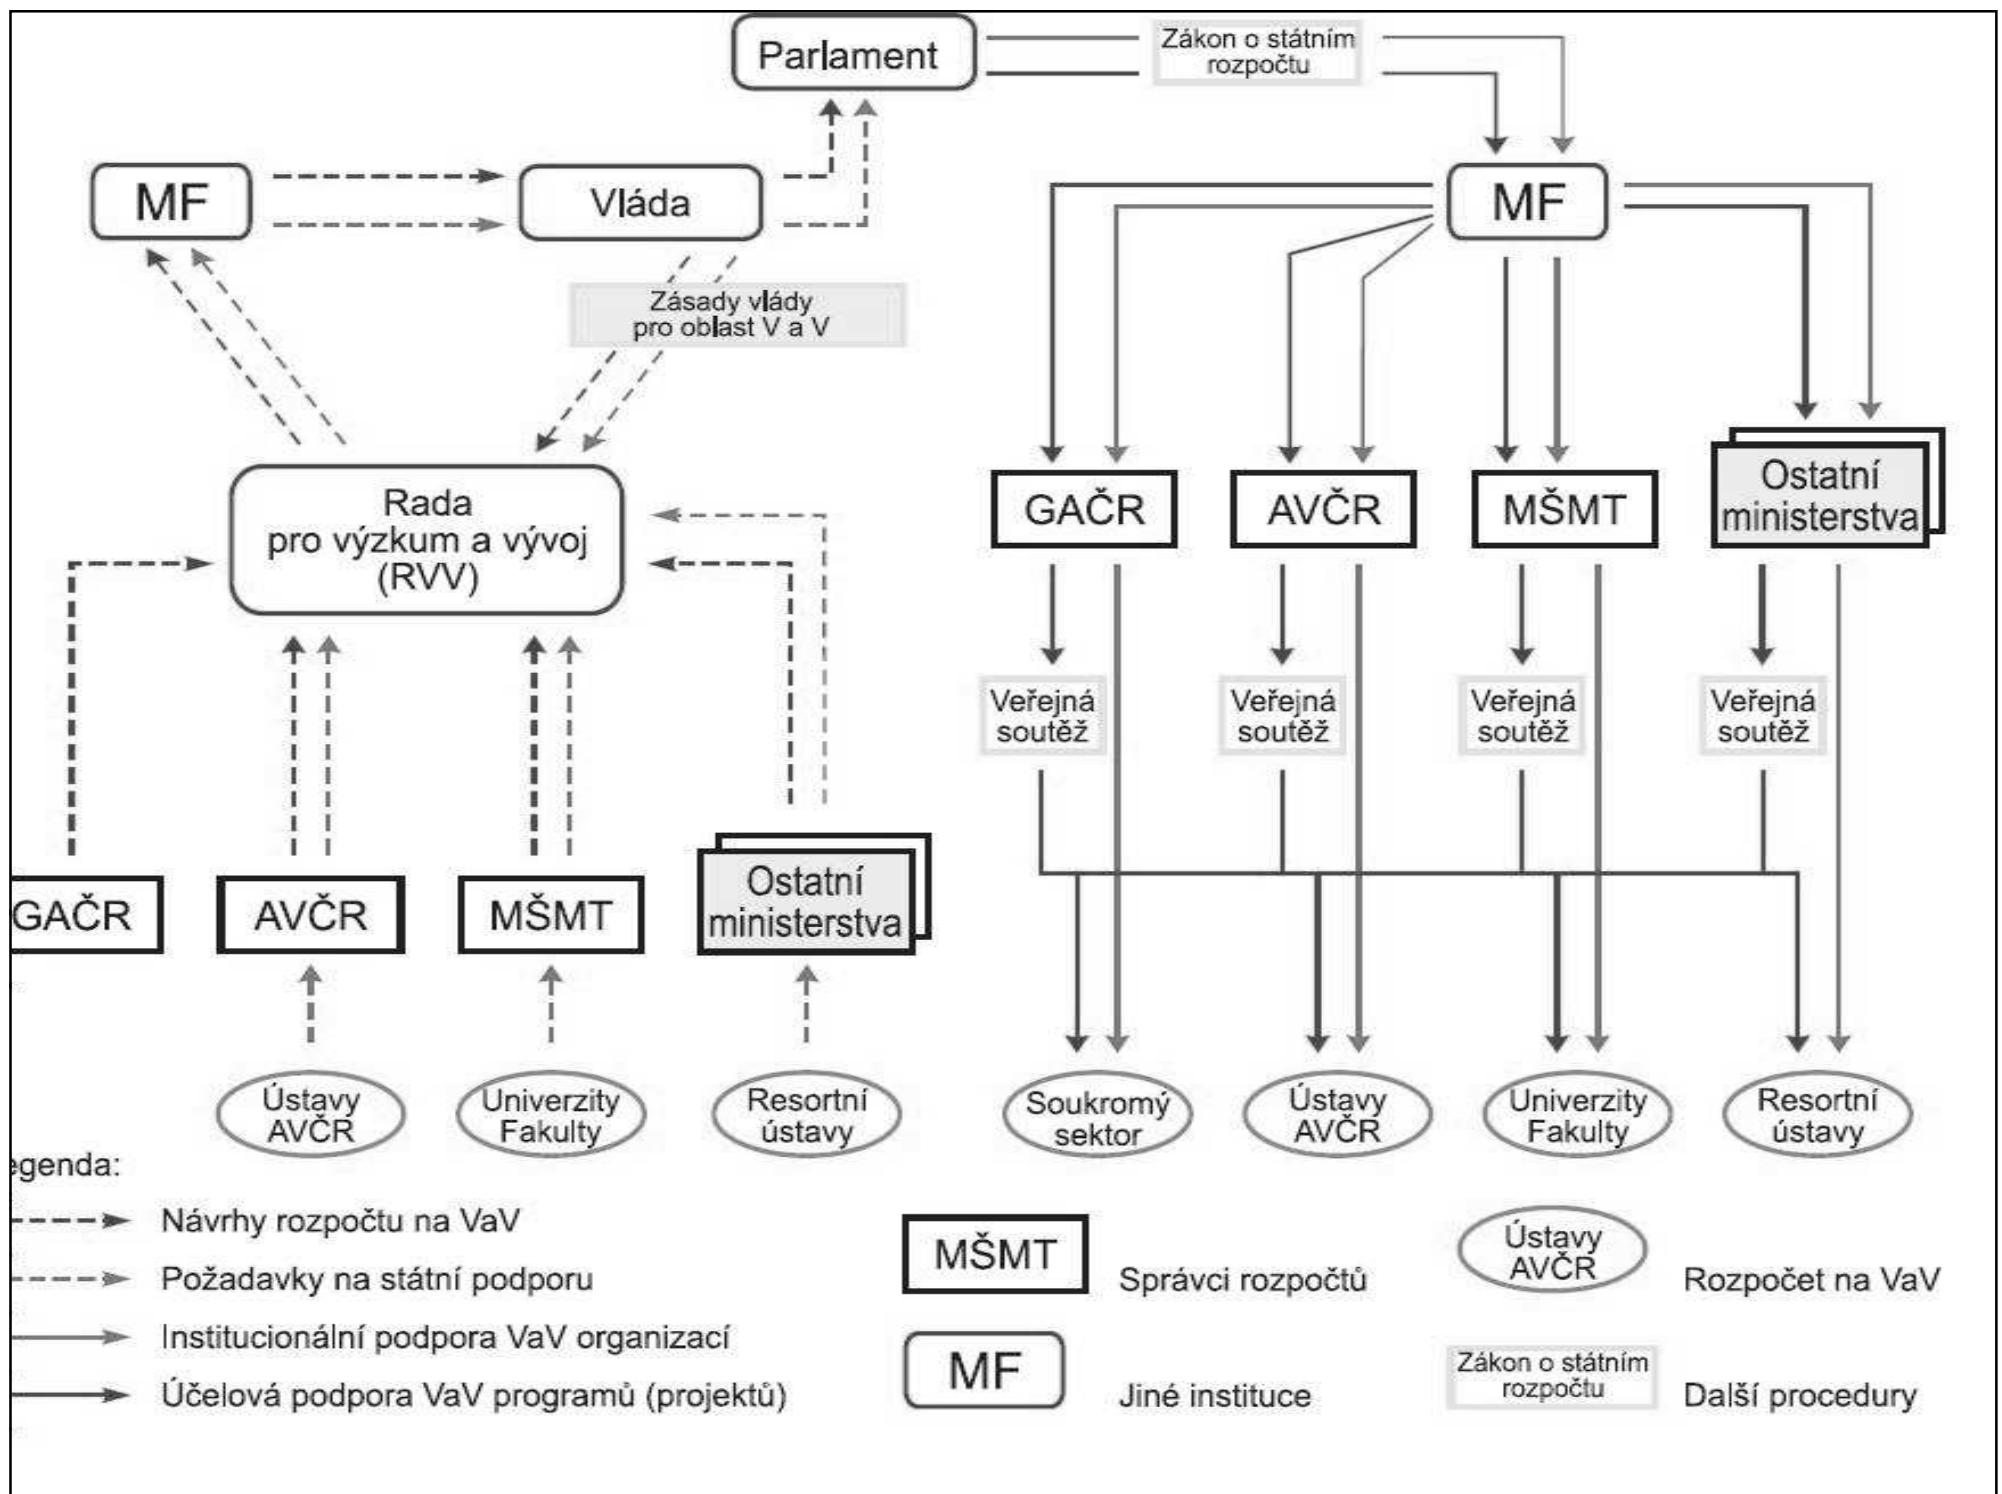 Parlament
Zákon o státním
rozpočtu
MF
Vláda
MF
Zásady vlády
pro oblast V a V
Rada
pro výzkum a vývoj
(RVV)
GAČR
AVČR
MŠMT
Ostatní
ministerstva
Veřejná
soutěž
Veřejná
soutěž
Veřejná
soutěž
Veřejná
soutěž
GAČR
AVČR
MŠMT
Ostatní
ministerstva
Ústavy
AVČR
Univerzity
Fakulty
Resortní
ústavy
Soukromý
sektor
Ústavy
AVČR
Univerzity
Fakulty
Resortní
ústavy
egenda:
Návrhy rozpočtu na VaV
Požadavky na státní podporu
Institucionální podpora VaV organizací
Účelová podpora VaV programů (projektů)
MŠMT
Správci rozpočtů
MF
Jiné instituce
Ústavy
AVČR
Rozpočet na VaV
Zákon o státním
rozpočtu
Další procedury